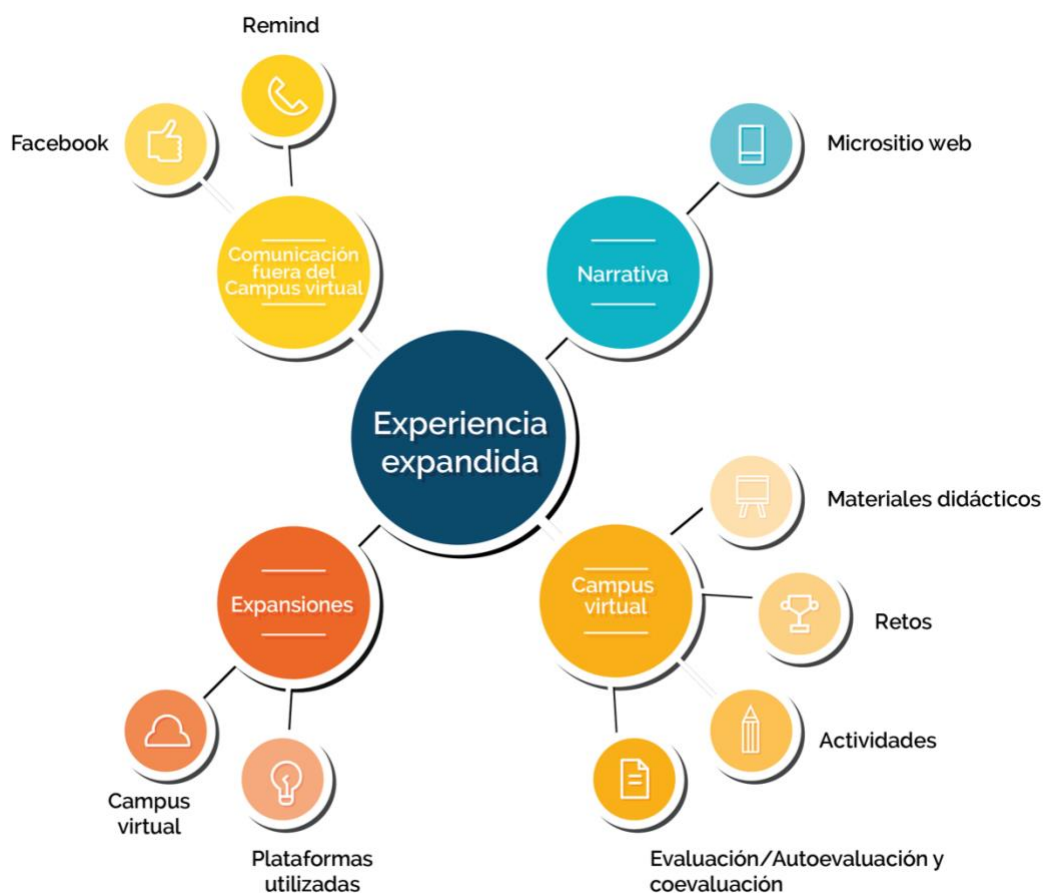 Remind
Facebook
Micrositio web
Comunicación
fuera del
Campus virtual
Narrativa
Experiencia
expandida
Materiales didácticos
Expansiones
Campus
virtual
Retos
Actividades
Campus
virtual
Plataformas
utilizadas
Evaluación/Autoevaluación y
coevaluación